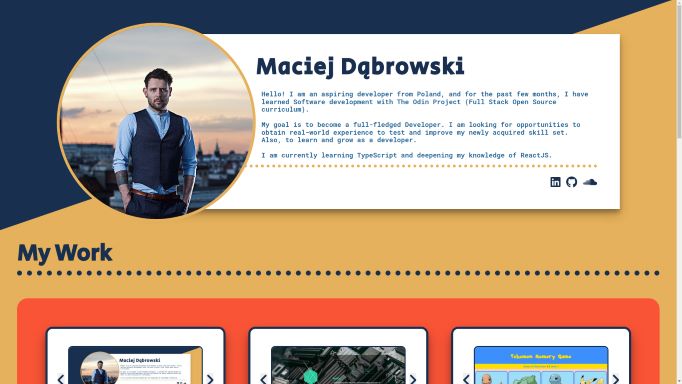 Maciej Dąbrowski
Hello! I am an aspiring developer from Poland, and for the past few months, I have
learned Software development with The Odin Project (Full Stack Open Source
curriculum).
My goal is to become a full-fledged Developer. I am looking for opportunities to
obtain real-world experience to test and improve my newly acquired skill set.
Also, to learn and grow as a developer.
I am currently learning TypeScript and deepening my knowledge of ReactJS.
My Work
Maciej Dąbrowski
Pokemon Memory Game